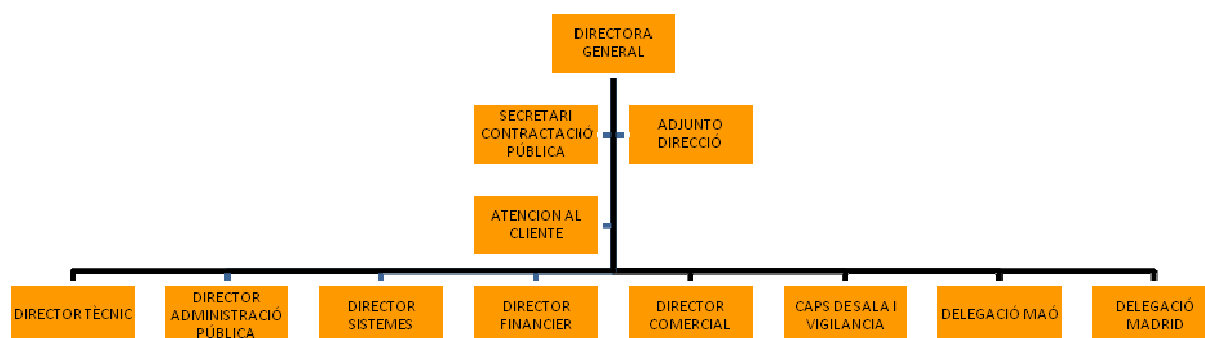 DIRECTORA
GENERAL
SECRETARI
CONTRACTACIÓ
PÚBLICA
ADJUNTO
DIRECCIÓ
ATENCION AL
CLIENTE
DIRECTOR TÈCNIC
DIRECTOR
ADMINISTRACIÓ
PÚBLICA
DIRECTOR
SISTEMES
DIRECTOR
FINANCIER
DIRECTOR
COMERCIAL
CAPS DE SALA I
VIGILANCIA
DELEGACIÓ MAÓ
DELEGACIÓ
MADRID